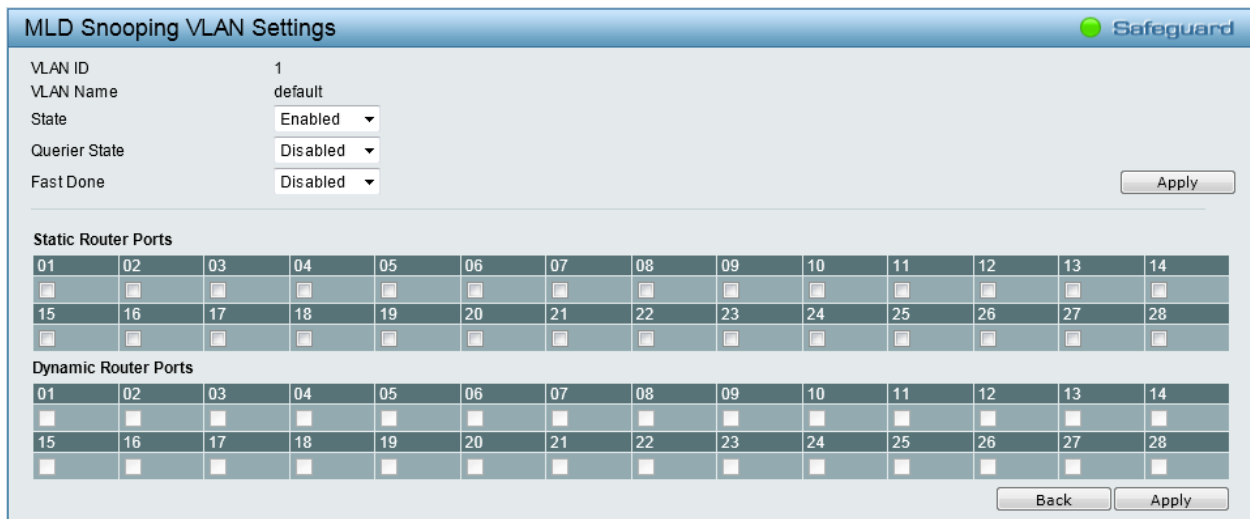 MLD Snooping VLAN Settings Safeguard
VLAN ID 1
VLAN Name default
State Enabled
Querier State Disabled
Fast Done Disabled Apply
Static Router Ports
01 02 03 04 05 06 07 08 09 10 11 12 13 14
15 16 17 18 19 20 21 22 23 24 25 26 27 28
Dynamic Router Ports
01 02 03 04 05 06 07 08 09 10 11 12 13 14
15 16 17 18 19 20 21 22 23 24 25 26 27 28
Back Apply